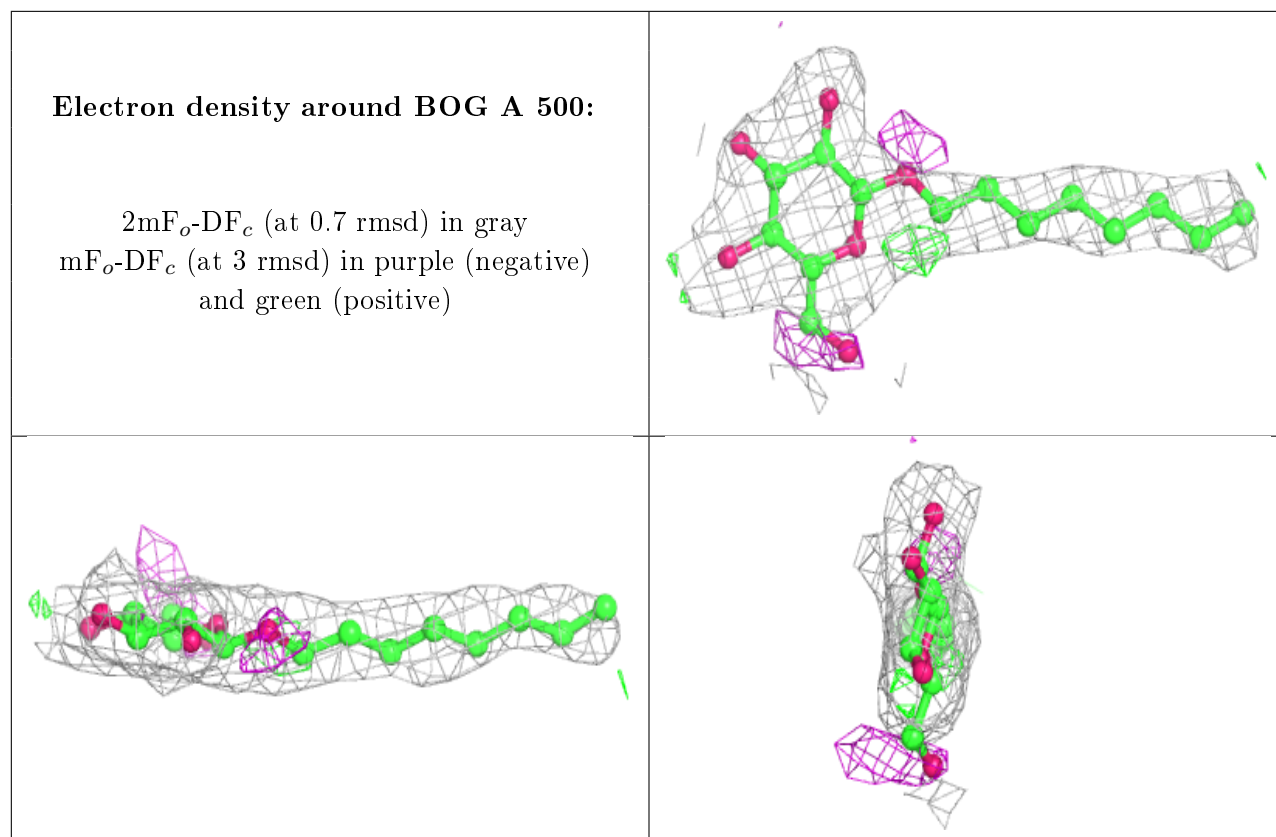 Electron density around BOG A 500:
2mFₒ-DF𝒸 (at 0.7 rmsd) in gray
mFₒ-DF𝒸 (at 3 rmsd) in purple (negative)
and green (positive)